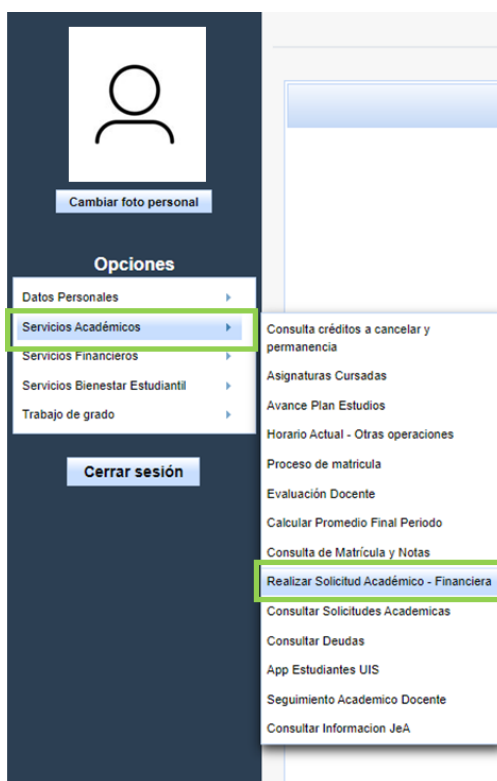 Cambiar foto personal
Opciones
Datos Personales
Servicios Académicos
Servicios Financieros
Servicios Bienestar Estudiantil
Trabajo de grado
Cerrar sesión
Consulta créditos a cancelar y
permanencia
Asignaturas Cursadas
Avance Plan Estudios
Horario Actual - Otras operaciones
Proceso de matricula
Evaluación Docente
Calcular Promedio Final Periodo
Consulta de Matrícula y Notas
Realizar Solicitud Académico - Financiera
Consultar Solicitudes Academicas
Consultar Deudas
App Estudiantes UIS
Seguimiento Academico Docente
Consultar Informacion JeA